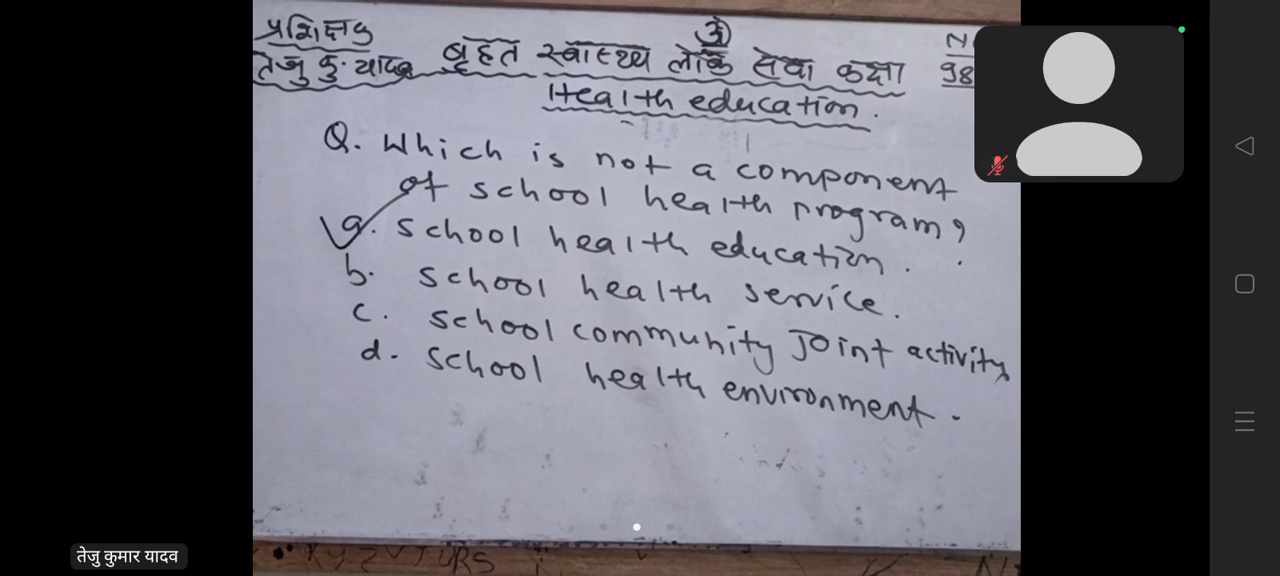 ॐ
प्रशिक्षक
तेजु कु. यादव बृहत स्वास्थ्य लोक सेवा कक्षा
98
Health education.
Q. Which is not a component
of school health program?
a. school health education.
b. school health service.
c. school community Joint activity
d. school health environment.
तेजु कुमार यादव